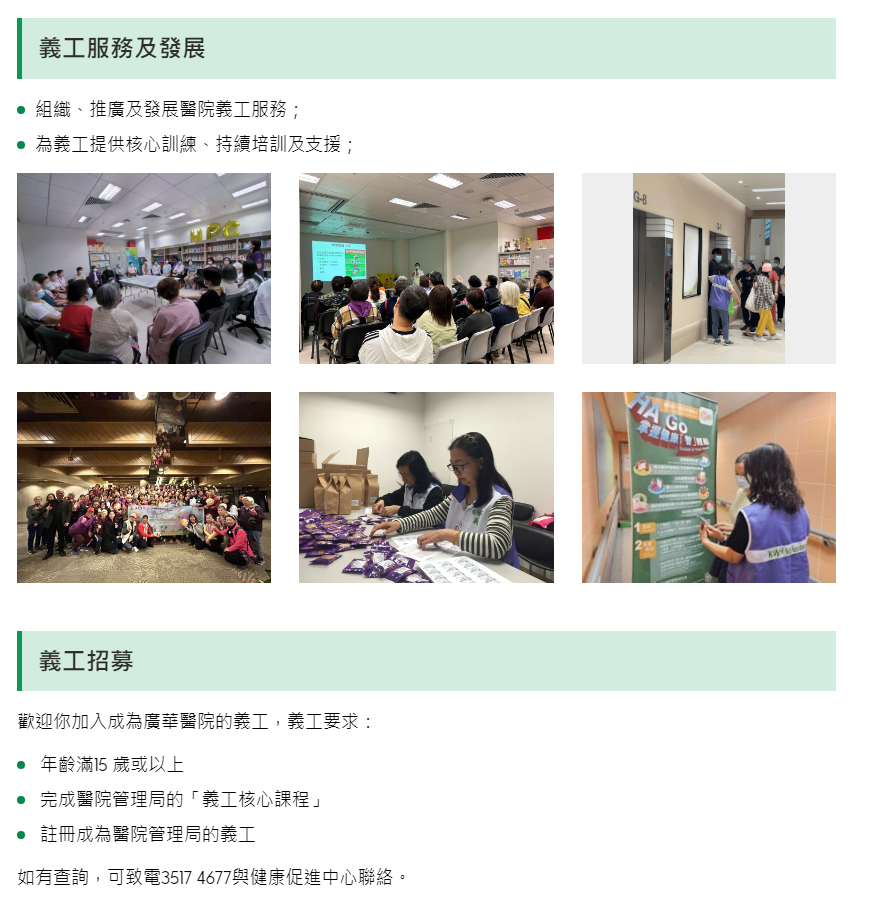 義工服務及發展
組織、推廣及發展醫院義工服務；
為義工提供核心訓練、持續培訓及支援；
HPC
G-8
HA Go
1
2
義工招募
歡迎你加入成為廣華醫院的義工，義工要求：
年齡滿15 歲或以上
完成醫院管理局的「義工核心課程」
註冊成為醫院管理局的義工
如有查詢，可致電3517 4677與健康促進中心聯絡。